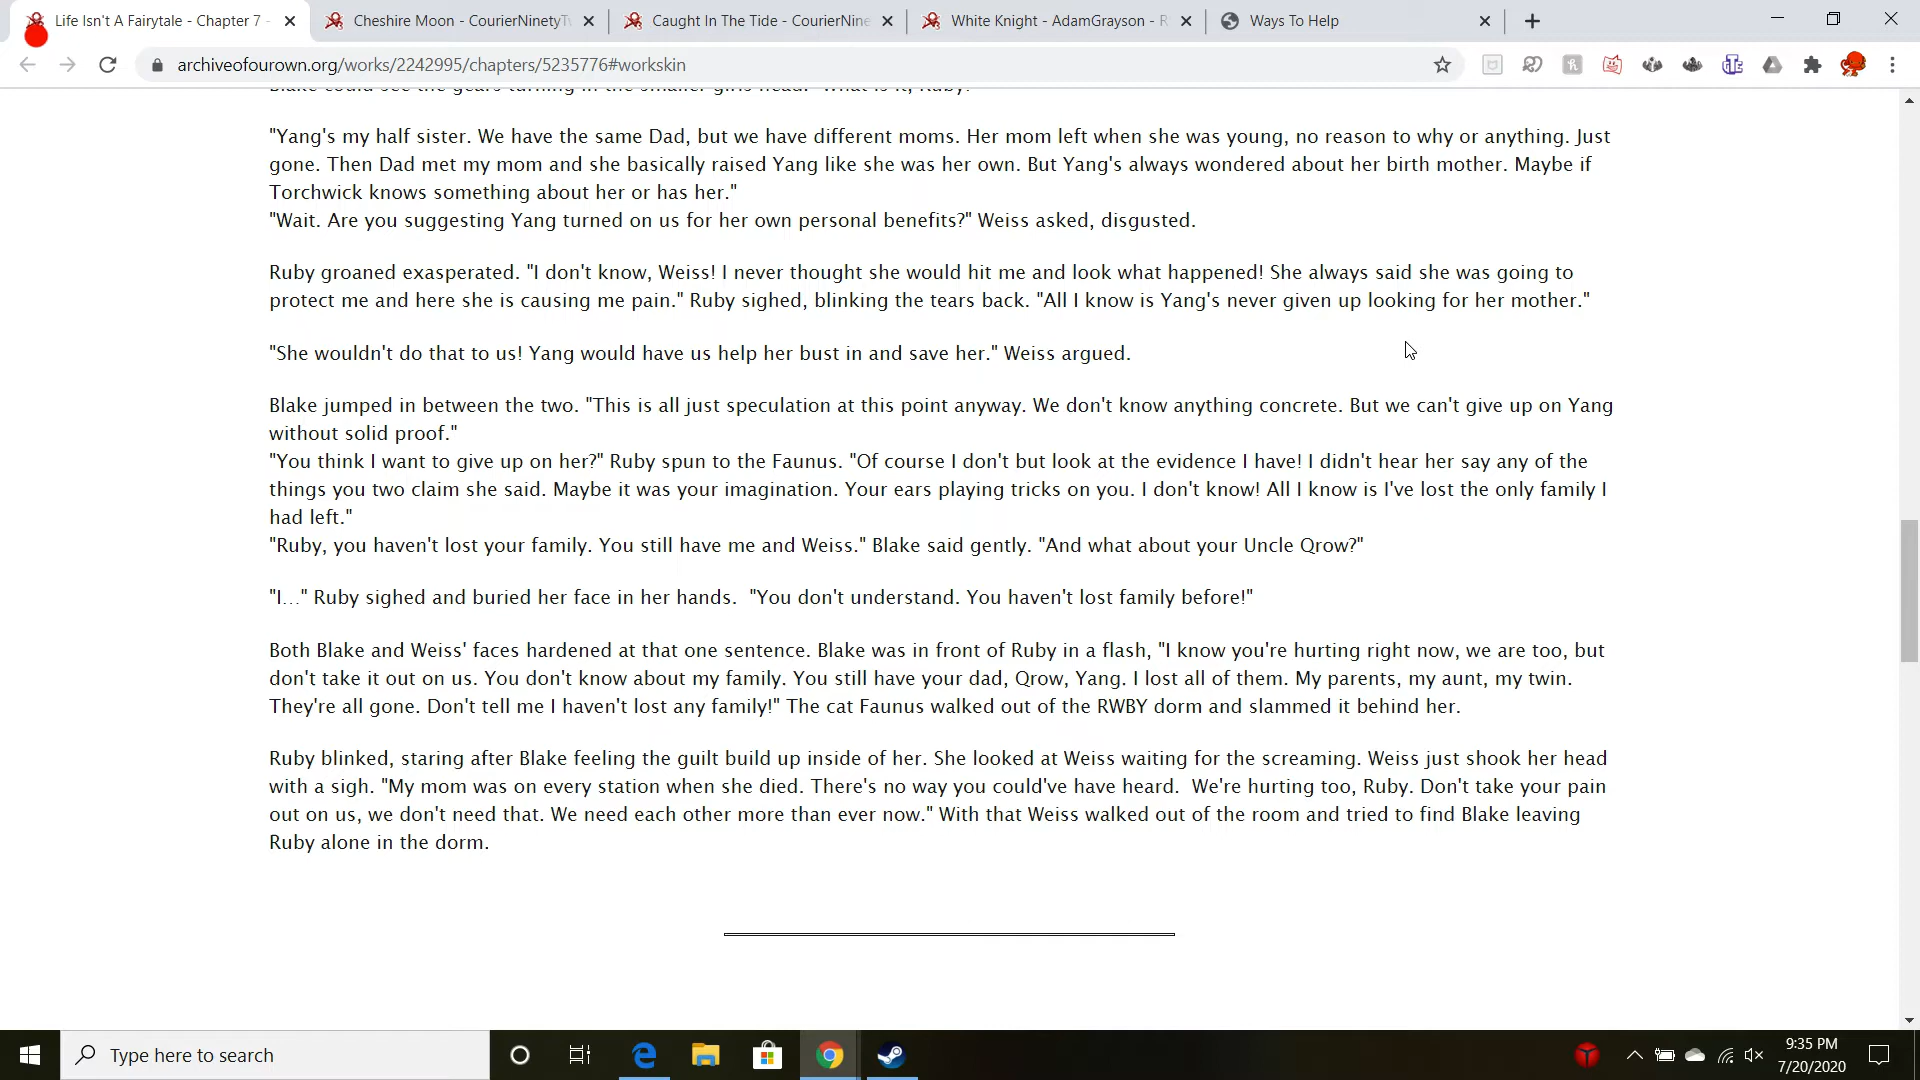 Life Isn't A Fairytale - Chapter 7 -
Cheshire Moon - CourierNinetyT
Caught In The Tide - CourierNine
White Knight - AdamGrayson - R
Ways To Help
archiveofourown.org/works/2242995/chapters/5235776#workskin
Blake could see the gears turning in the smaller girls head. "What is it, Ruby?"
"Yang's my half sister. We have the same Dad, but we have different moms. Her mom left when she was young, no reason to why or anything. Just
gone. Then Dad met my mom and she basically raised Yang like she was her own. But Yang's always wondered about her birth mother. Maybe if
Torchwick knows something about her or has her."
"Wait. Are you suggesting Yang turned on us for her own personal benefits?" Weiss asked, disgusted.
Ruby groaned exasperated. "I don't know, Weiss! I never thought she would hit me and look what happened! She always said she was going to
protect me and here she is causing me pain." Ruby sighed, blinking the tears back. "All I know is Yang's never given up looking for her mother."
"She wouldn't do that to us! Yang would have us help her bust in and save her." Weiss argued.
Blake jumped in between the two. "This is all just speculation at this point anyway. We don't know anything concrete. But we can't give up on Yang
without solid proof."
"You think I want to give up on her?" Ruby spun to the Faunus. "Of course I don't but look at the evidence I have! I didn't hear her say any of the
things you two claim she said. Maybe it was your imagination. Your ears playing tricks on you. I don't know! All I know is I've lost the only family I
had left."
"Ruby, you haven't lost your family. You still have me and Weiss." Blake said gently. "And what about your Uncle Qrow?"
"I…" Ruby sighed and buried her face in her hands.  "You don't understand. You haven't lost family before!"
Both Blake and Weiss' faces hardened at that one sentence. Blake was in front of Ruby in a flash, "I know you're hurting right now, we are too, but
don't take it out on us. You don't know about my family. You still have your dad, Qrow, Yang. I lost all of them. My parents, my aunt, my twin.
They're all gone. Don't tell me I haven't lost any family!" The cat Faunus walked out of the RWBY dorm and slammed it behind her.
Ruby blinked, staring after Blake feeling the guilt build up inside of her. She looked at Weiss waiting for the screaming. Weiss just shook her head
with a sigh. "My mom was on every station when she died. There's no way you could've have heard.  We're hurting too, Ruby. Don't take your pain
out on us, we don't need that. We need each other more than ever now." With that Weiss walked out of the room and tried to find Blake leaving
Ruby alone in the dorm.
Type here to search
9:35 PM
7/20/2020